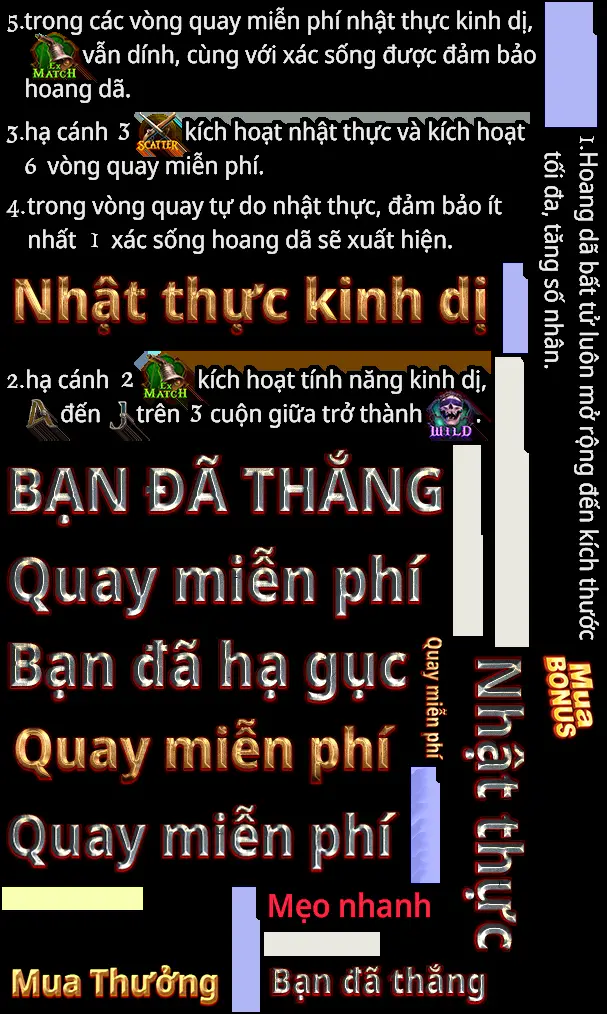 5.trong các vòng quay miễn phí nhật thực kinh dị,
EX MATCH vẫn dính, cùng với xác sống được đảm bảo
hoang dã.
3.hạ cánh 3 SCATTER kích hoạt nhật thực và kích hoạt
6 vòng quay miễn phí.
4.trong vòng quay tự do nhật thực, đảm bảo ít
nhất 1 xác sống hoang dã sẽ xuất hiện.
1.Hoang dã bất tử luôn mở rộng đến kích thước
tối đa, tăng số nhân.
Nhật thực kinh dị
2.hạ cánh 2 EX MATCH kích hoạt tính năng kinh dị,
A đến J trên 3 cuộn giữa trở thành WILD.
BẠN ĐÃ THẮNG
Quay miễn phí
Bạn đã hạ gục
Quay miễn phí
Quay miễn phí
Quay miễn phí
Nhật thực
Mua
BONUS
Mẹo nhanh
Mua Thưởng
Bạn đã thắng